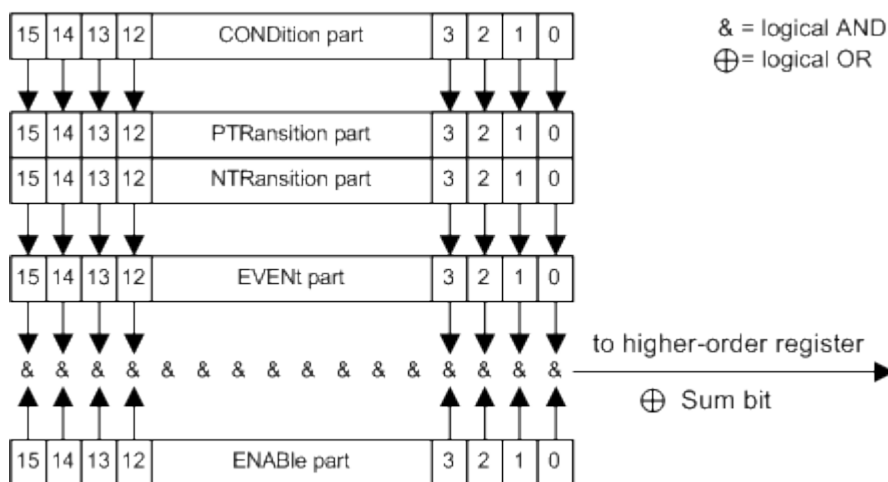 15 14 13 12 CONDition part 3 2 1 0
& = logical AND
⊕ = logical OR
15 14 13 12 PTRansition part 3 2 1 0
15 14 13 12 NTRansition part 3 2 1 0
15 14 13 12 EVENt part 3 2 1 0
& & & & & & & & & & & & & & & &
to higher-order register
⊕ Sum bit
15 14 13 12 ENABle part 3 2 1 0